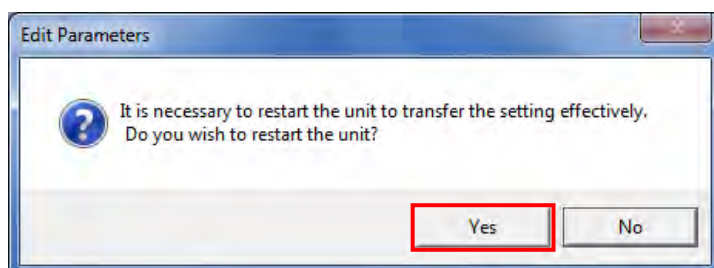 Edit Parameters
It is necessary to restart the unit to transfer the setting effectively.
Do you wish to restart the unit?
Yes
No